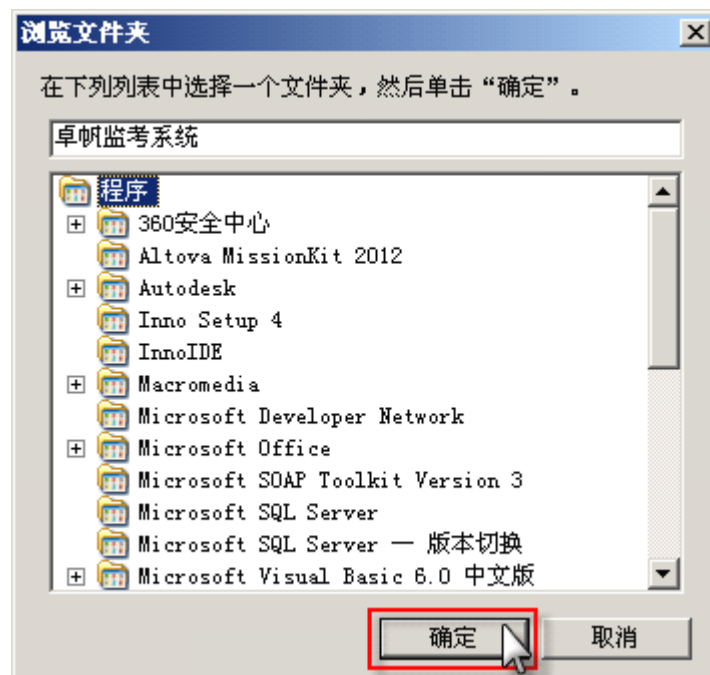 浏览文件夹
在下列列表中选择一个文件夹，然后单击“确定”。
卓帆监考系统
程序
360安全中心
Altova MissionKit 2012
Autodesk
Inno Setup 4
InnoIDE
Macromedia
Microsoft Developer Network
Microsoft Office
Microsoft SOAP Toolkit Version 3
Microsoft SQL Server
Microsoft SQL Server — 版本切换
Microsoft Visual Basic 6.0 中文版
确定 取消